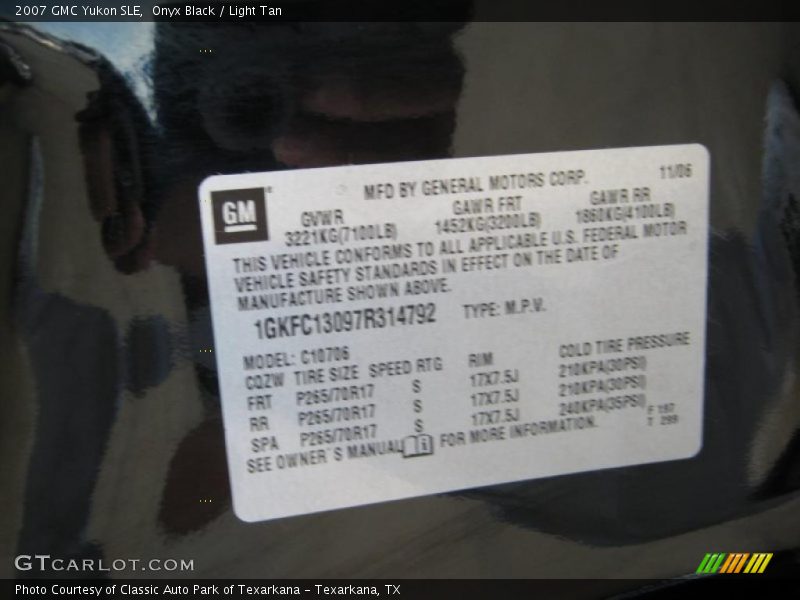 2007 GMC Yukon SLE, Onyx Black / Light Tan
GM
MFD BY GENERAL MOTORS CORP. 11/06
GVWR GAWR FRT GAWR RR
3221KG(7100LB) 1452KG(3200LB) 1860KG(4100LB)
THIS VEHICLE CONFORMS TO ALL APPLICABLE U.S. FEDERAL MOTOR
VEHICLE SAFETY STANDARDS IN EFFECT ON THE DATE OF
MANUFACTURE SHOWN ABOVE.
1GKFC13097R314792 TYPE: M.P.V.
MODEL: C10706
CQZW TIRE SIZE SPEED RTG RIM COLD TIRE PRESSURE
FRT P265/70R17 S 17X7.5J 210KPA(30PSI)
RR P265/70R17 S 17X7.5J 210KPA(30PSI)
SPA P265/70R17 S 17X7.5J 240KPA(35PSI)
SEE OWNER'S MANUAL FOR MORE INFORMATION.
F 197
T 299
GTCARLOT.COM
Photo Courtesy of Classic Auto Park of Texarkana - Texarkana, TX